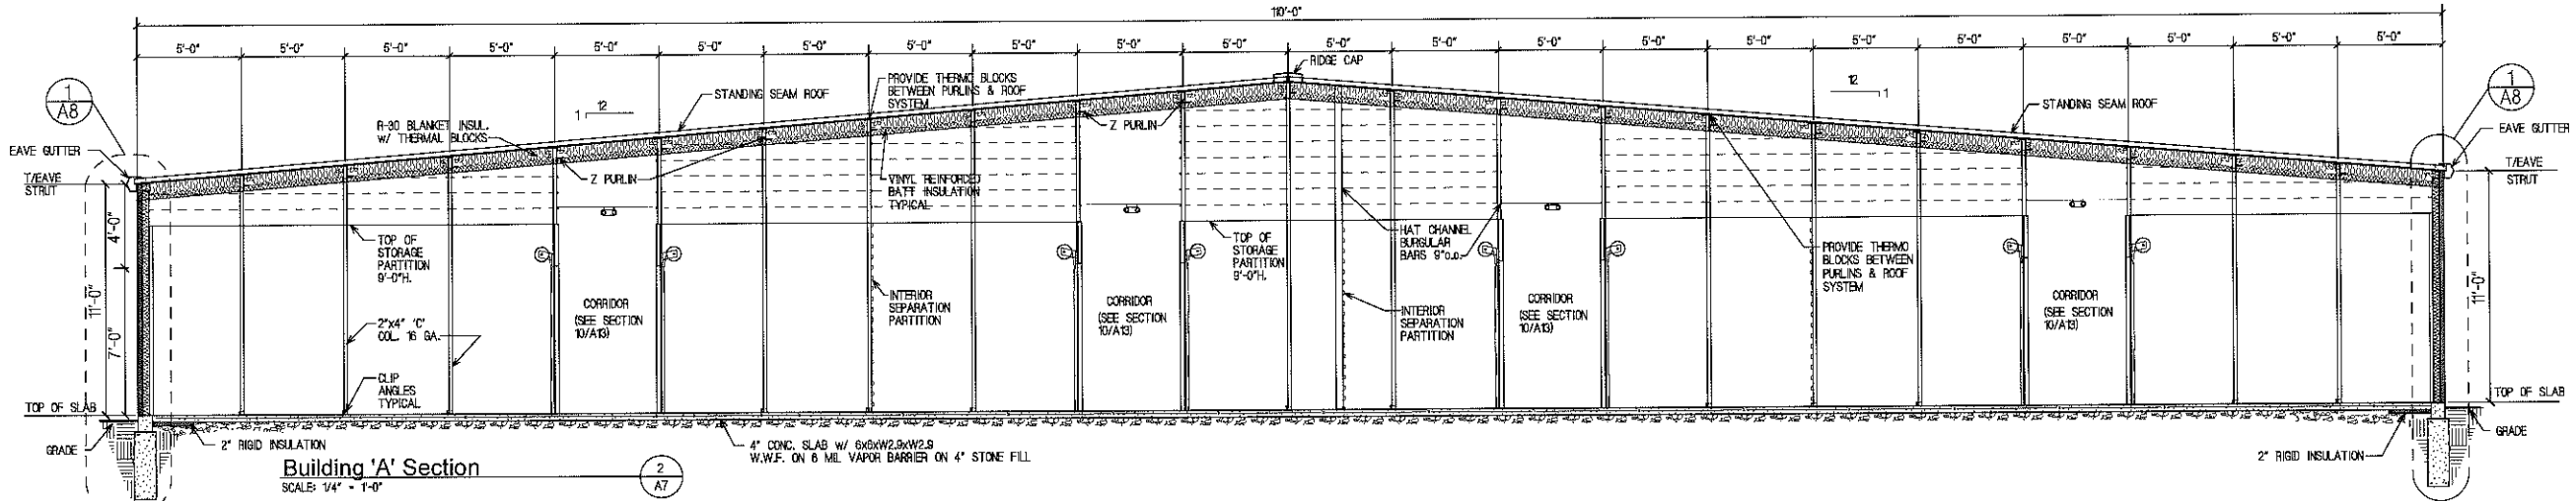 110'-0"
5'-0" 5'-0" 5'-0" 5'-0" 5'-0" 5'-0" 5'-0" 5'-0" 5'-0" 5'-0" 5'-0" 5'-0" 5'-0" 5'-0" 5'-0" 5'-0" 5'-0" 5'-0" 5'-0" 5'-0" 5'-0" 5'-0"
RIDGE CAP
1
A8
12
1
STANDING SEAM ROOF
PROVIDE THERMO BLOCKS
BETWEEN PURLINS & ROOF
SYSTEM
12
1
STANDING SEAM ROOF
1
A8
R-30 BLANKET INSUL.
W/ THERMAL BLOCKS
Z PURLIN
EAVE GUTTER
EAVE GUTTER
T/EAVE
STRUT
Z PURLIN
VINYL REINFORCED
BATT INSULATION
TYPICAL
T/EAVE
STRUT
4'-0"
11'-0"
7'-0"
TOP OF
STORAGE
PARTITION
9'-0"H.
TOP OF
STORAGE
PARTITION
9'-0"H.
HAT CHANNEL
BURGULAR
BARS 9"o.c.
PROVIDE THERMO
BLOCKS BETWEEN
PURLINS & ROOF
SYSTEM
11'-0"
2"x4" 'C'
COL. 16 GA.
CORRIDOR
(SEE SECTION
10/A13)
INTERIOR
SEPARATION
PARTITION
CORRIDOR
(SEE SECTION
10/A13)
INTERIOR
SEPARATION
PARTITION
CORRIDOR
(SEE SECTION
10/A13)
CORRIDOR
(SEE SECTION
10/A13)
CLIP
ANGLES
TYPICAL
TOP OF SLAB
TOP OF SLAB
GRADE
2" RIGID INSULATION
4" CONC. SLAB W/ 6x6xW2.9xW2.9
W.W.F. ON 6 MIL VAPOR BARRIER ON 4" STONE FILL
2" RIGID INSULATION
GRADE
Building 'A' Section
SCALE: 1/4" = 1'-0"
2
A7